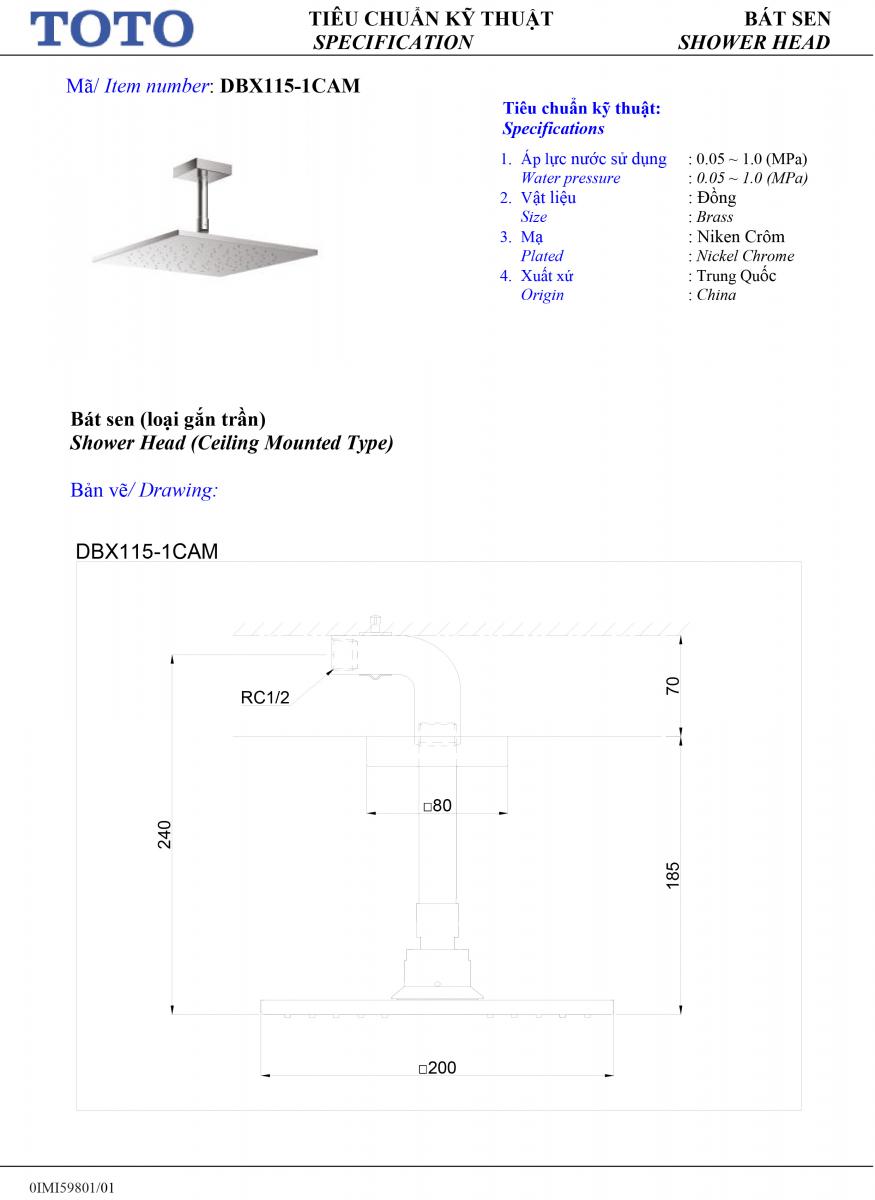 TOTO
TIÊU CHUẨN KỸ THUẬT
SPECIFICATION
BÁT SEN
SHOWER HEAD
Mã/ Item number: DBX115-1CAM
Tiêu chuẩn kỹ thuật:
Specifications
1. Áp lực nước sử dụng : 0.05 ~ 1.0 (MPa)
Water pressure : 0.05 ~ 1.0 (MPa)
2. Vật liệu : Đồng
Size : Brass
3. Mạ : Niken Crôm
Plated : Nickel Chrome
4. Xuất xứ : Trung Quốc
Origin : China
Bát sen (loại gắn trần)
Shower Head (Ceiling Mounted Type)
Bản vẽ/ Drawing:
DBX115-1CAM
RC1/2
70
□80
240
185
□200
0IMI59801/01